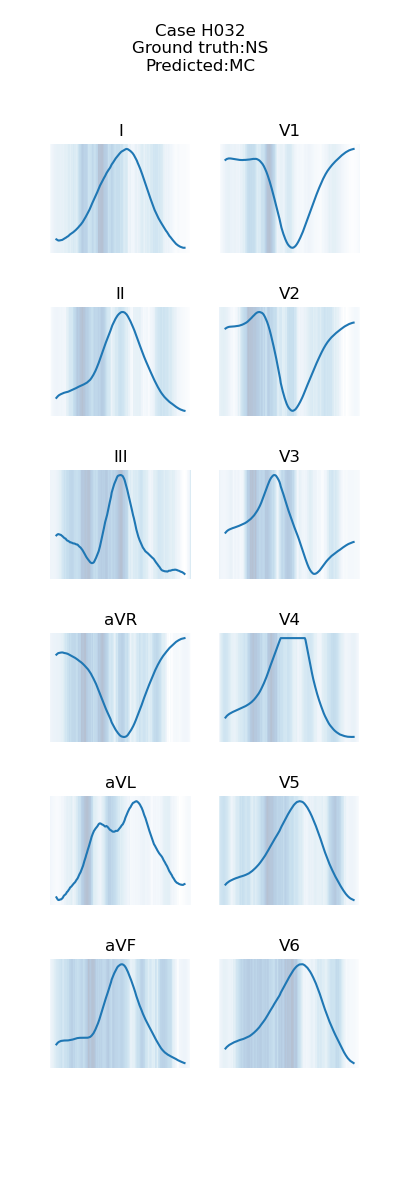 Case H032
Ground truth:NS
Predicted:MC
I
V1
II
V2
III
V3
aVR
V4
aVL
V5
aVF
V6